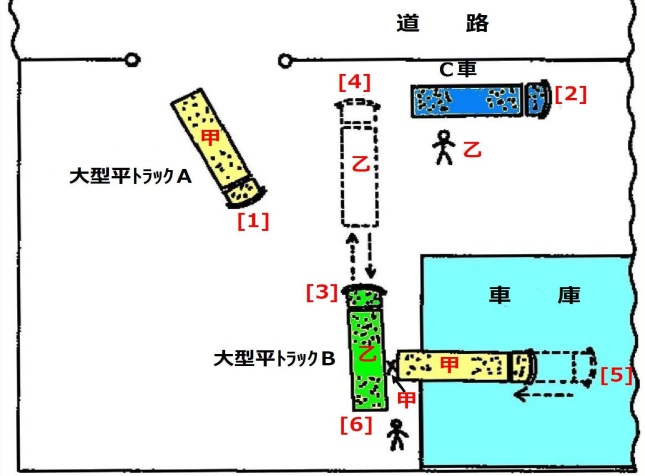 道 路
C車
[4]
[2]
甲
乙
乙
大型平トラックA
[1]
[3]
車 庫
乙
大型平トラックB
甲
[5]
甲
[6]